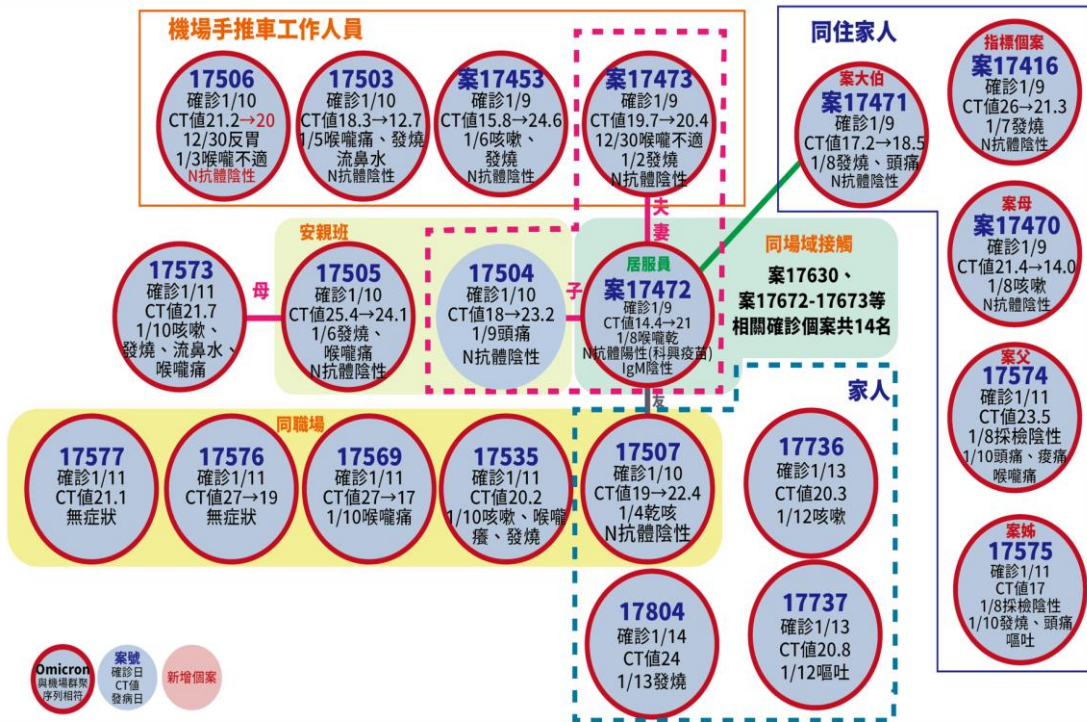 機場手推車工作人員
17506
確診1/10
CT值21.2→20
12/30反胃
1/3喉嚨不適
N抗體陰性
17503
確診1/10
CT值18.3→12.7
1/5喉嚨痛、發燒
流鼻水
N抗體陰性
案17453
確診1/9
CT值15.8→24.6
1/6咳嗽、
發燒
N抗體陰性
案17473
確診1/9
CT值19.7→20.4
12/30喉嚨不適
1/2發燒
N抗體陰性
同住家人
案大伯
案17471
確診1/9
CT值17.2→18.5
1/8發燒、頭痛
N抗體陰性
指標個案
案17416
確診1/9
CT值26→21.3
1/7發燒
N抗體陰性
案母
案17470
確診1/9
CT值21.4→14.0
1/8咳嗽
N抗體陰性
案父
17574
確診1/11
CT值23.5
1/8採檢陰性
1/10頭痛、痠痛
喉嚨痛
案姊
17575
確診1/11
CT值17
1/8採檢陰性
1/10發燒、頭痛
嘔吐
夫
妻
17573
確診1/11
CT值21.7
1/10咳嗽、
發燒、流鼻水、
喉嚨痛
母
安親班
17505
確診1/10
CT值25.4→24.1
1/6發燒、
喉嚨痛
N抗體陰性
17504
確診1/10
CT值18→23.2
1/9頭痛
N抗體陰性
子
居服員
案17472
確診1/9
CT值14.4→21
1/8喉嚨乾
N抗體陽性(科興疫苗)
IgM陰性
同場域接觸
案17630、
案17672-17673等
相關確診個案共14名
友
同職場
17577
確診1/11
CT值21.1
無症狀
17576
確診1/11
CT值27→19
無症狀
17569
確診1/11
CT值27→17
1/10喉嚨痛
17535
確診1/11
CT值20.2
1/10咳嗽、喉嚨
癢、發燒
17507
確診1/10
CT值19→22.4
1/4乾咳
N抗體陰性
家人
17736
確診1/13
CT值20.3
1/12咳嗽
17804
確診1/14
CT值24
1/13發燒
17737
確診1/13
CT值20.8
1/12嘔吐
Omicron
與機場群聚
序列相符
案號
確診日
CT值
發病日
新增個案